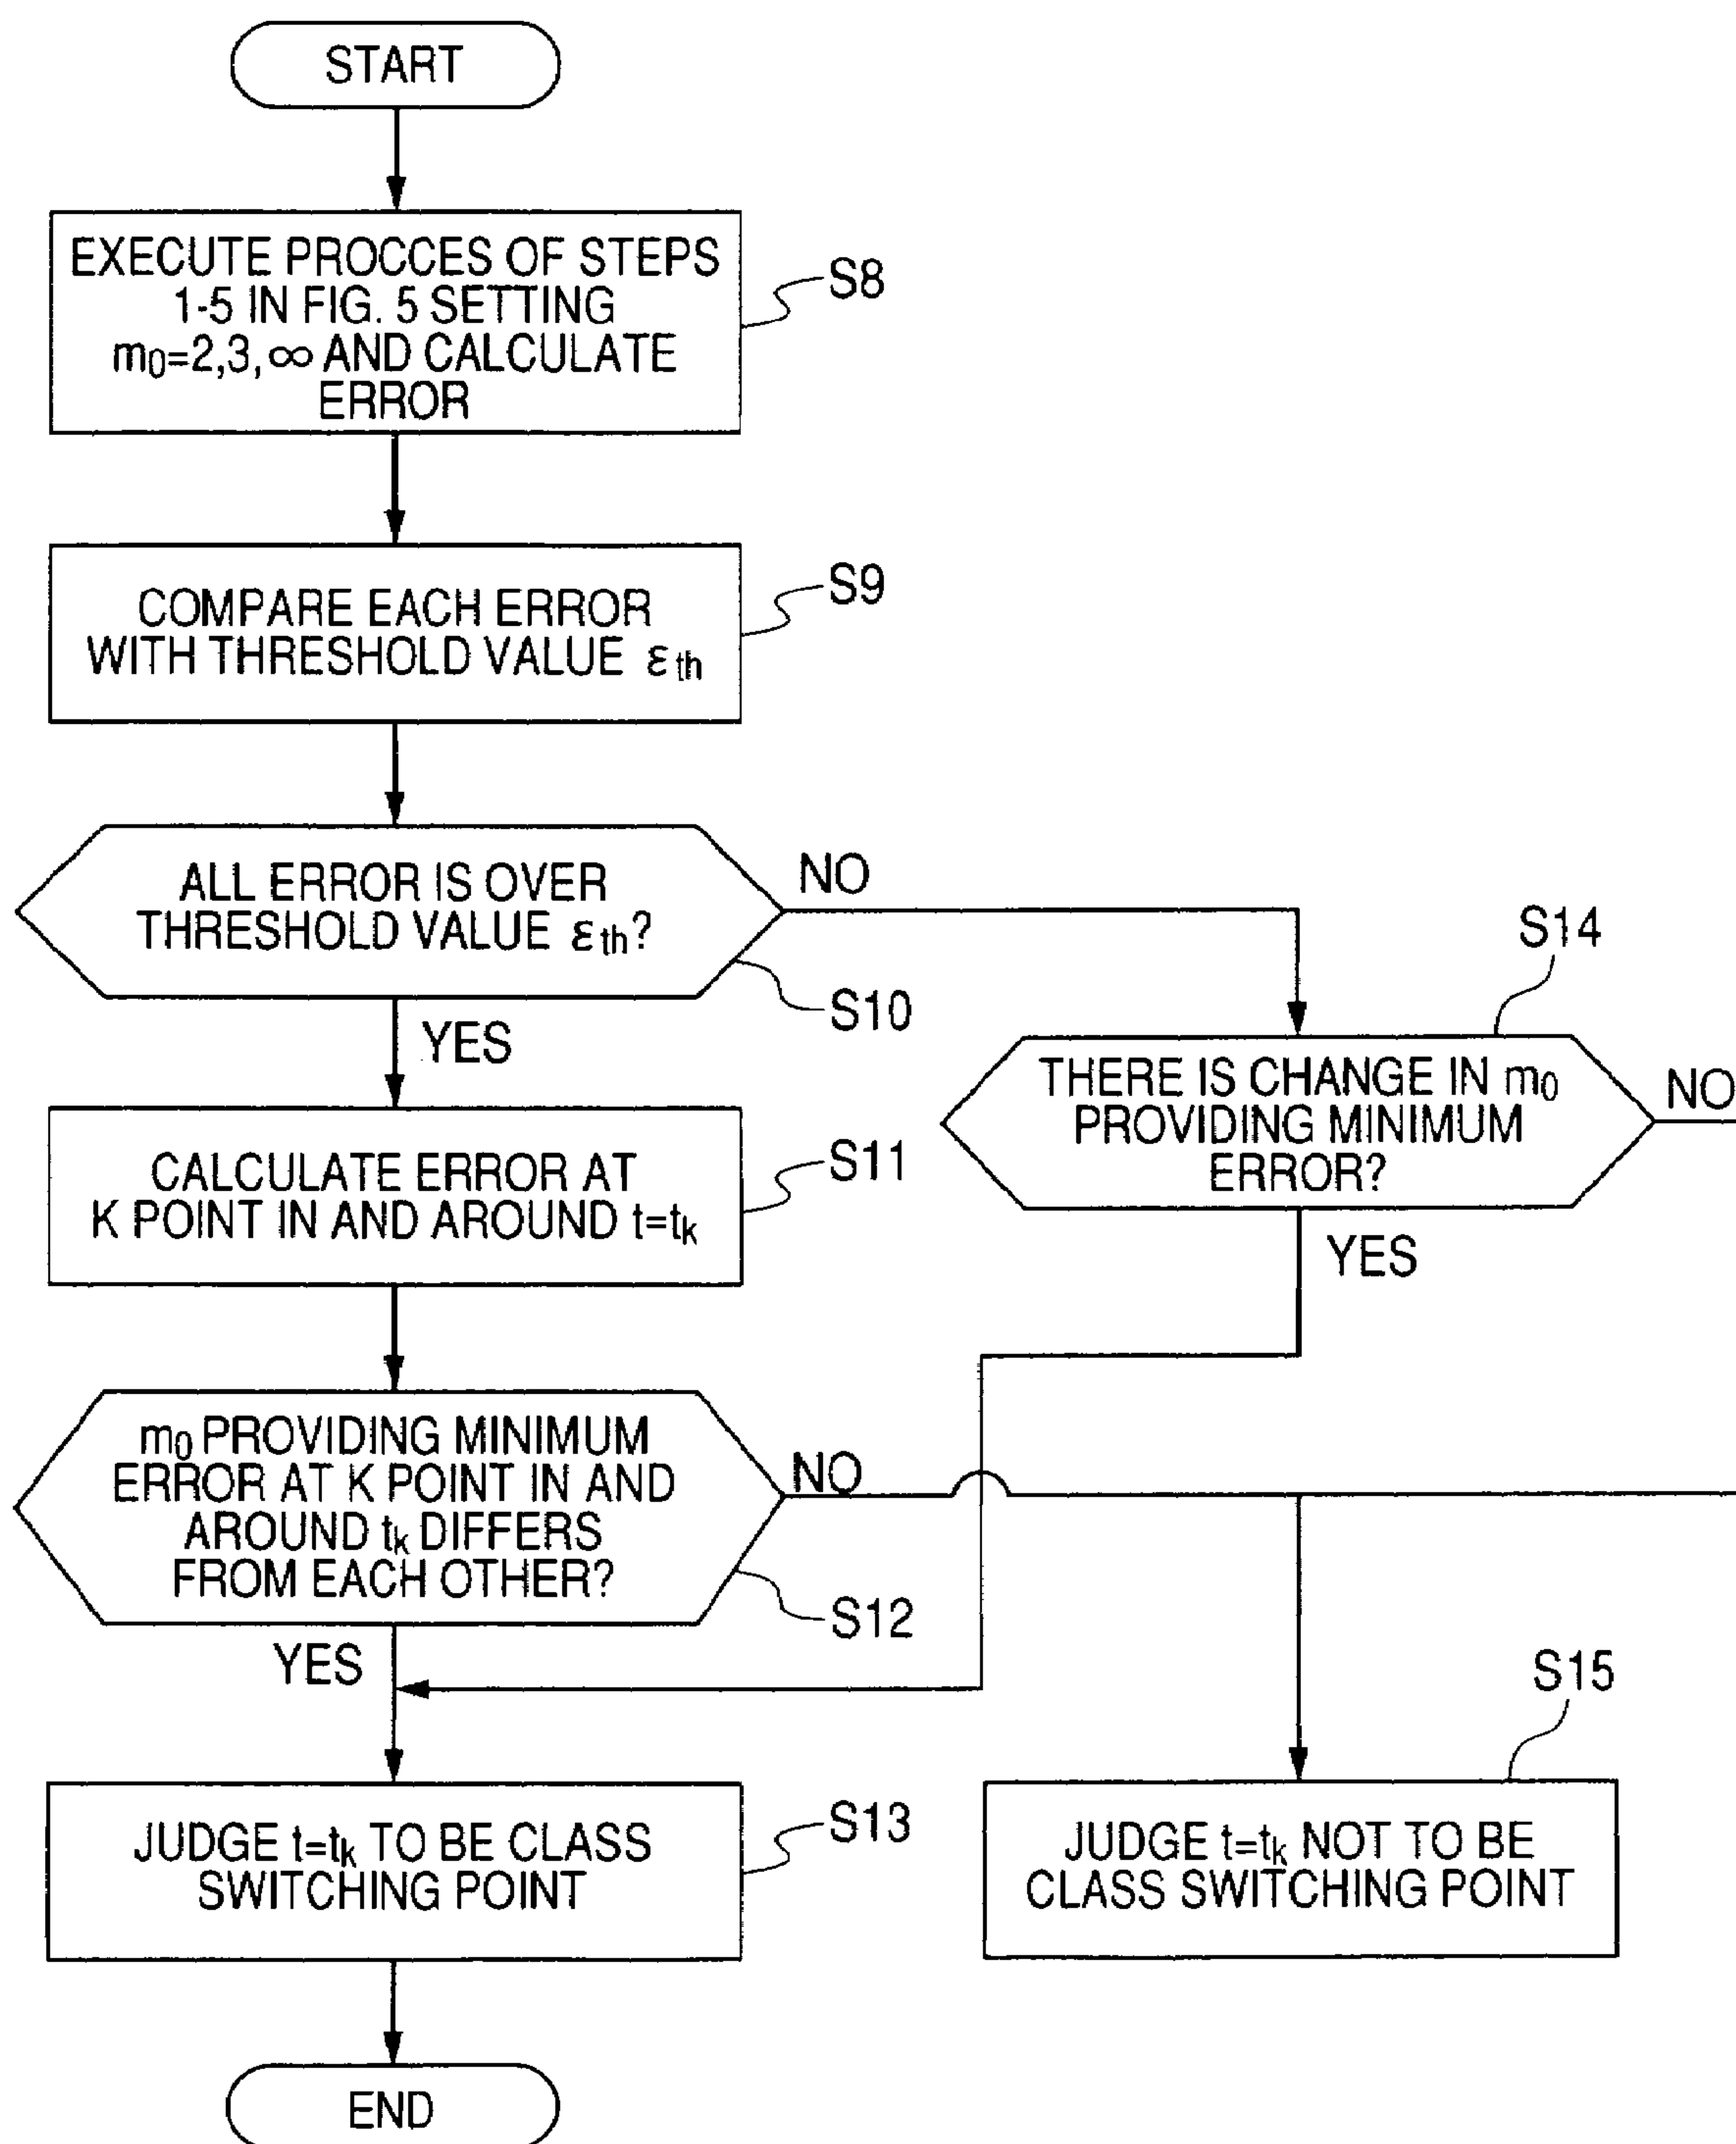 START
EXECUTE PROCCES OF STEPS
1-5 IN FIG. 5 SETTING
m₀=2,3,∞ AND CALCULATE
ERROR
S8
COMPARE EACH ERROR
WITH THRESHOLD VALUE εth
S9
ALL ERROR IS OVER
THRESHOLD VALUE εth?
NO
S10
YES
S14
THERE IS CHANGE IN m₀
PROVIDING MINIMUM
ERROR?
NO
YES
CALCULATE ERROR AT
K POINT IN AND AROUND t=tk
S11
m₀ PROVIDING MINIMUM
ERROR AT K POINT IN AND
AROUND tk DIFFERS
FROM EACH OTHER?
NO
S12
YES
JUDGE t=tk TO BE CLASS
SWITCHING POINT
S13
S15
JUDGE t=tk NOT TO BE
CLASS SWITCHING POINT
END